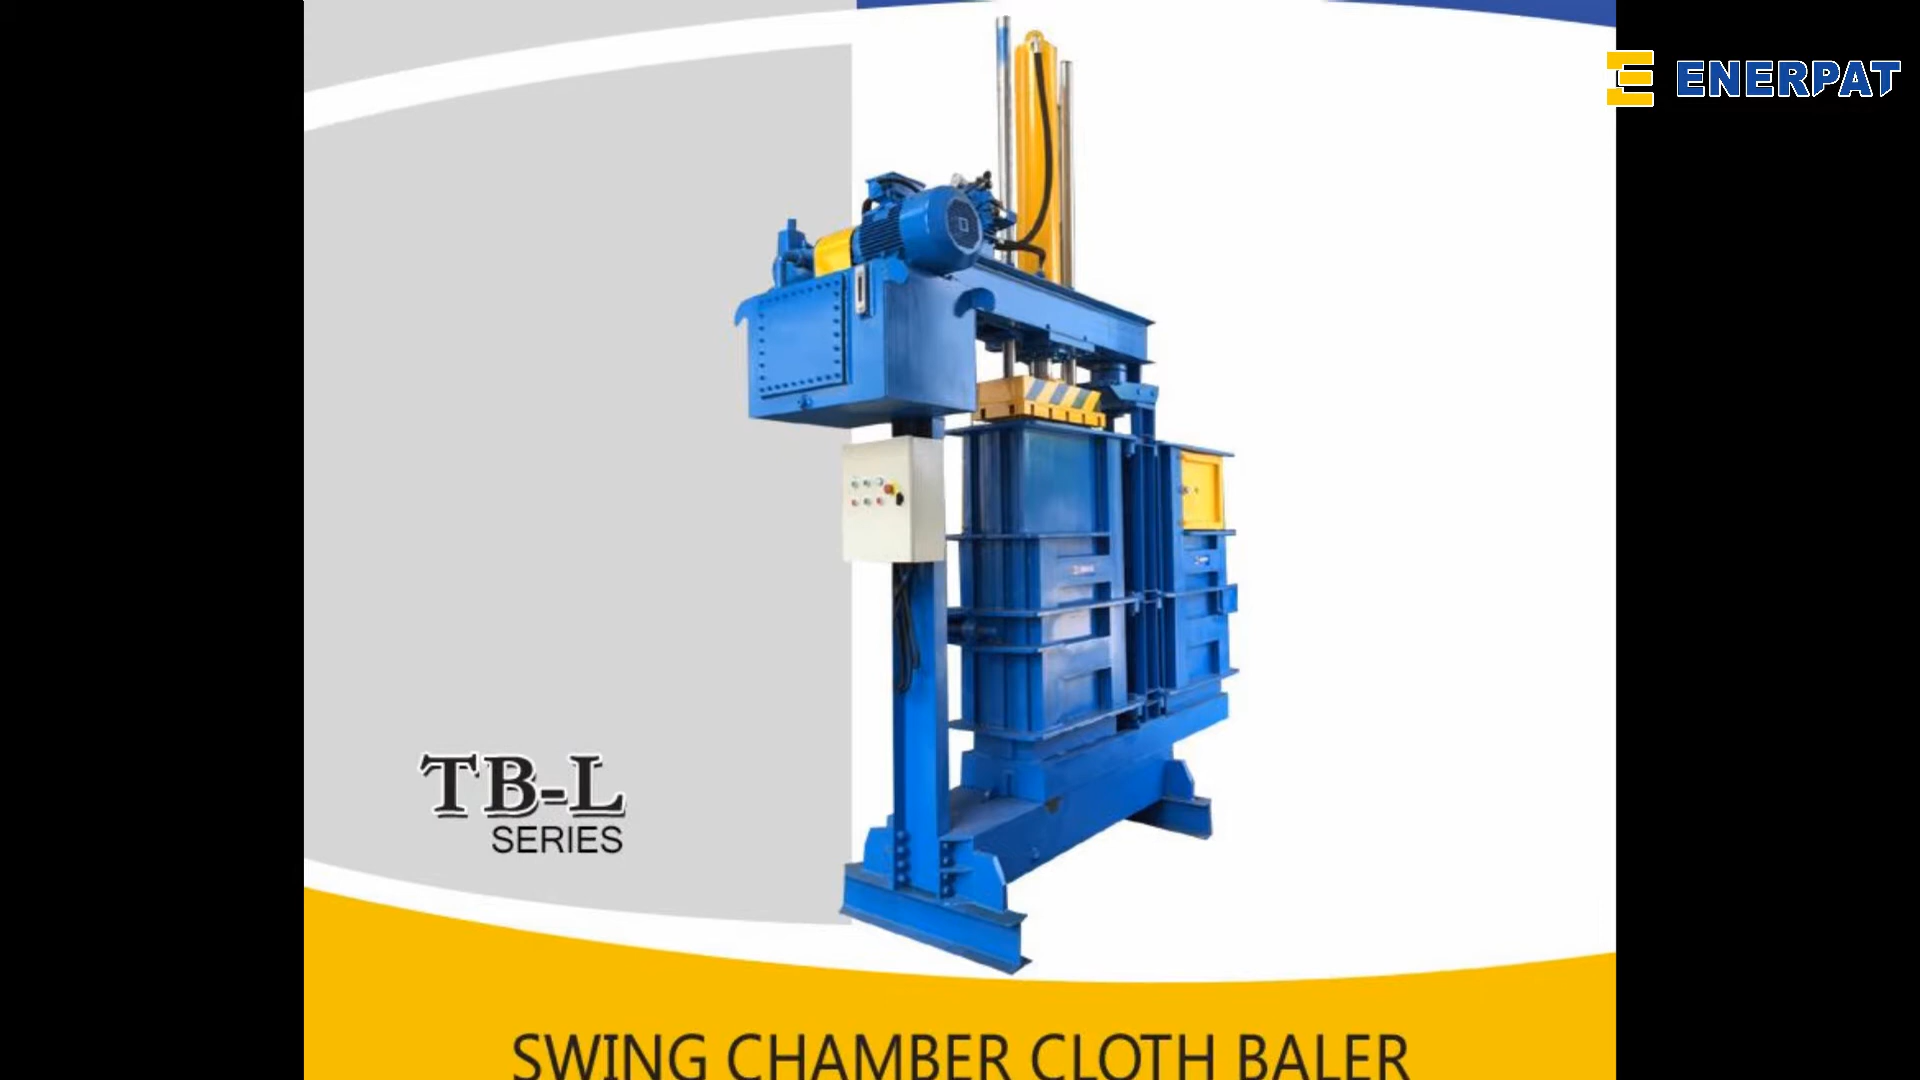 ENERPAT
TB-L
SERIES
SWING CHAMBER CLOTH BALER